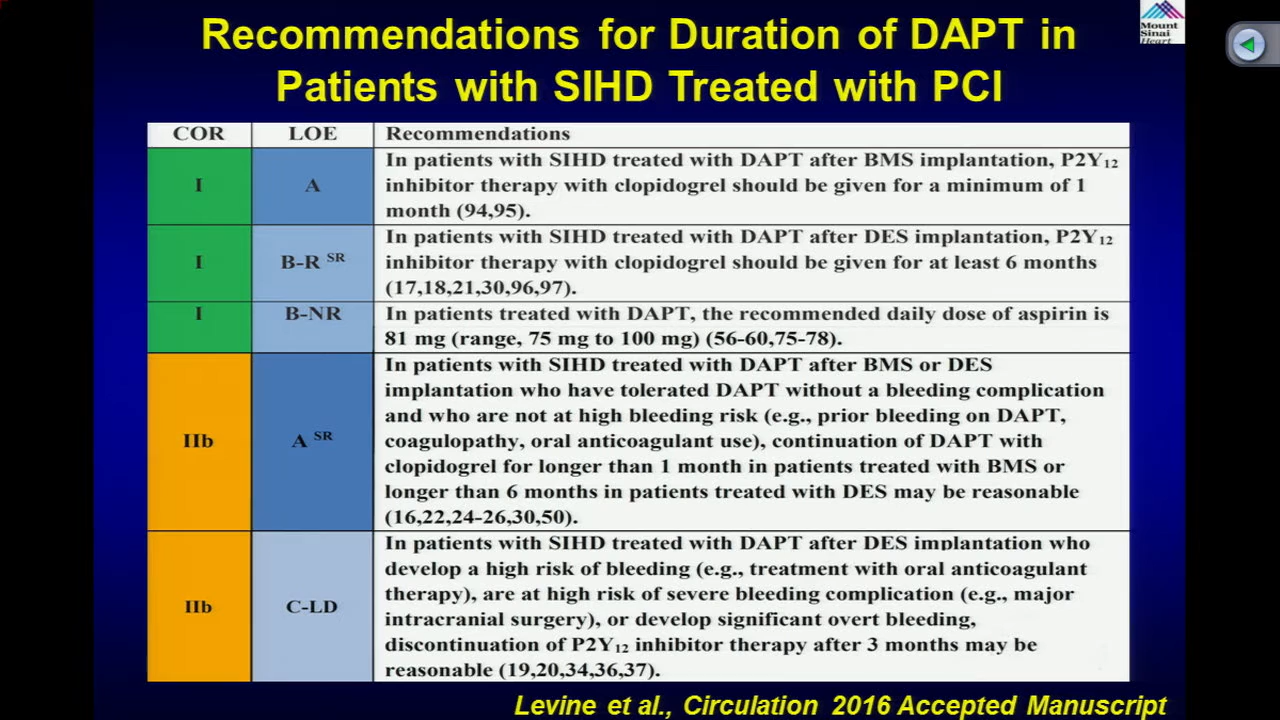 Recommendations for Duration of DAPT in
Patients with SIHD Treated with PCI
Mount
Sinai
Heart
COR LOE Recommendations
I A In patients with SIHD treated with DAPT after BMS implantation, P2Y₁₂
inhibitor therapy with clopidogrel should be given for a minimum of 1
month (94,95).
I B-R SR In patients with SIHD treated with DAPT after DES implantation, P2Y₁₂
inhibitor therapy with clopidogrel should be given for at least 6 months
(17,18,21,30,96,97).
I B-NR In patients treated with DAPT, the recommended daily dose of aspirin is
81 mg (range, 75 mg to 100 mg) (56-60,75-78).
IIb A SR In patients with SIHD treated with DAPT after BMS or DES
implantation who have tolerated DAPT without a bleeding complication
and who are not at high bleeding risk (e.g., prior bleeding on DAPT,
coagulopathy, oral anticoagulant use), continuation of DAPT with
clopidogrel for longer than 1 month in patients treated with BMS or
longer than 6 months in patients treated with DES may be reasonable
(16,22,24-26,30,50).
IIb C-LD In patients with SIHD treated with DAPT after DES implantation who
develop a high risk of bleeding (e.g., treatment with oral anticoagulant
therapy), are at high risk of severe bleeding complication (e.g., major
intracranial surgery), or develop significant overt bleeding,
discontinuation of P2Y₁₂ inhibitor therapy after 3 months may be
reasonable (19,20,34,36,37).
Levine et al., Circulation 2016 Accepted Manuscript